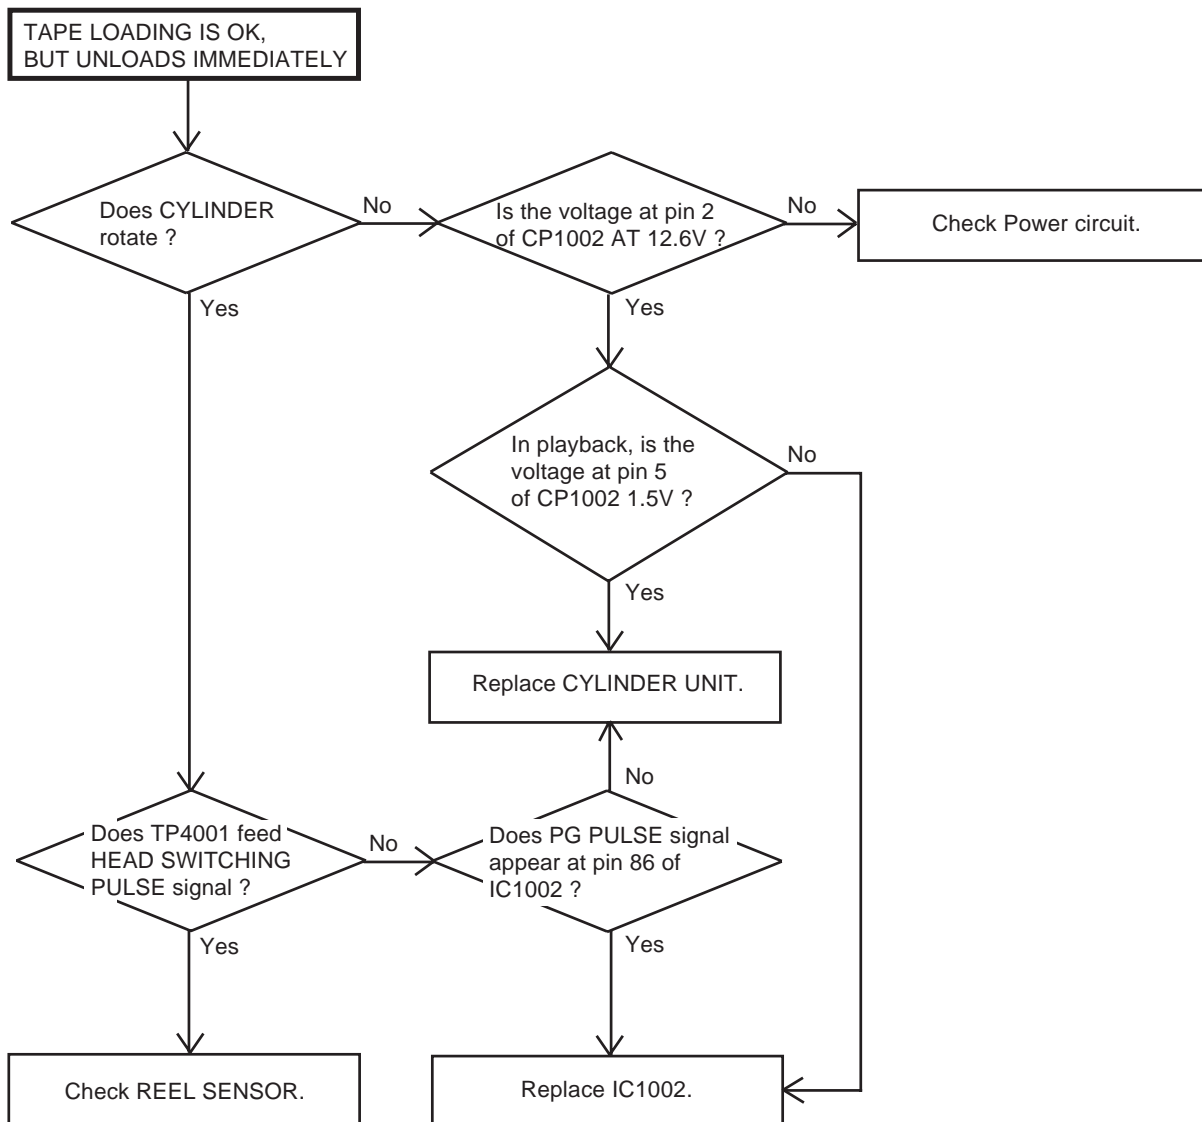 TAPE LOADING IS OK,
BUT UNLOADS IMMEDIATELY
Does CYLINDER
rotate ?
No
Is the voltage at pin 2
of CP1002 AT 12.6V ?
No
Check Power circuit.
Yes
Yes
In playback, is the
voltage at pin 5
of CP1002 1.5V ?
No
Yes
Replace CYLINDER UNIT.
No
Does TP4001 feed
HEAD SWITCHING
PULSE signal ?
No
Does PG PULSE signal
appear at pin 86 of
IC1002 ?
Yes
Yes
Check REEL SENSOR.
Replace IC1002.